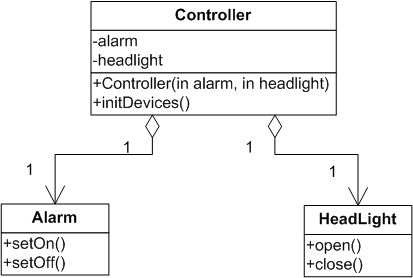 Controller
-alarm
-headlight
+Controller(in alarm, in headlight)
+initDevices()
1
1
1
1
Alarm
+setOn()
+setOff()
HeadLight
+open()
+close()